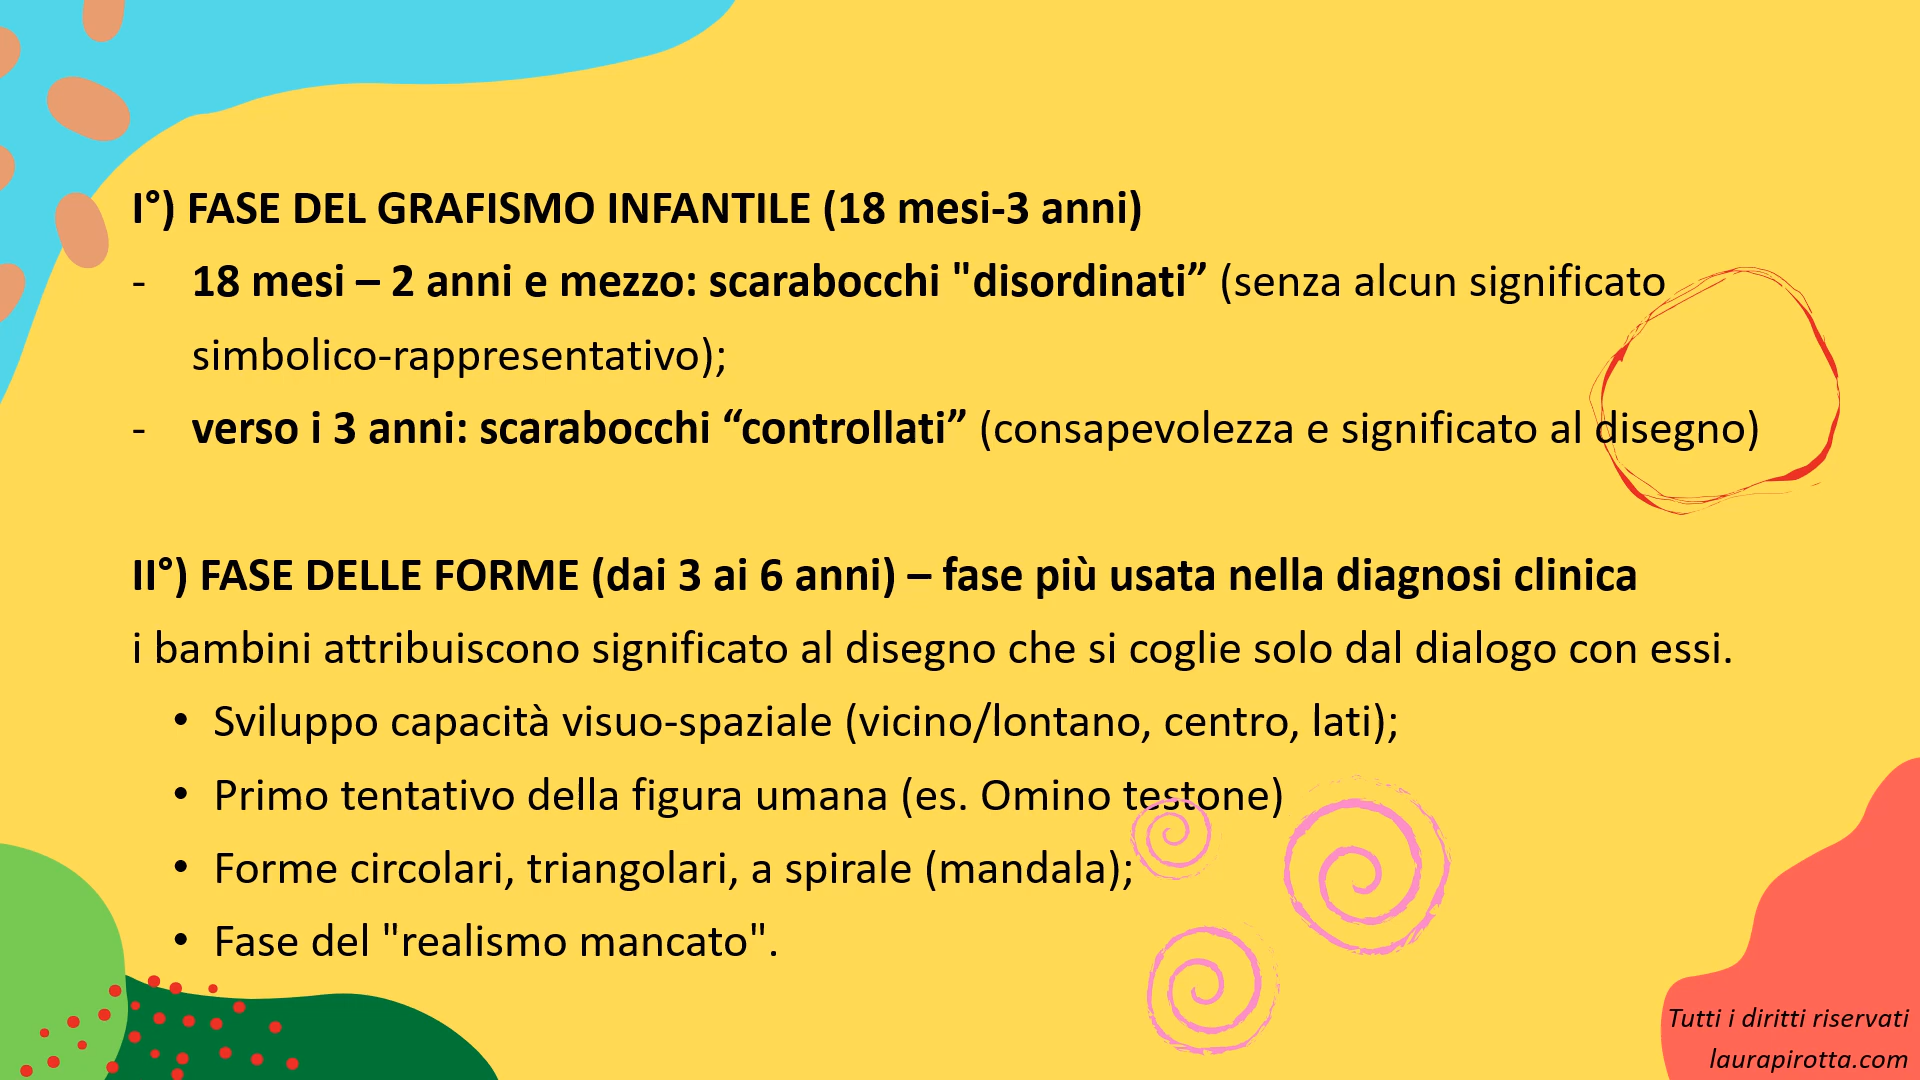 I°) FASE DEL GRAFISMO INFANTILE (18 mesi-3 anni)
- 18 mesi – 2 anni e mezzo: scarabocchi "disordinati” (senza alcun significato
simbolico-rappresentativo);
- verso i 3 anni: scarabocchi “controllati” (consapevolezza e significato al disegno)
II°) FASE DELLE FORME (dai 3 ai 6 anni) – fase più usata nella diagnosi clinica
i bambini attribuiscono significato al disegno che si coglie solo dal dialogo con essi.
• Sviluppo capacità visuo-spaziale (vicino/lontano, centro, lati);
• Primo tentativo della figura umana (es. Omino testone)
• Forme circolari, triangolari, a spirale (mandala);
• Fase del "realismo mancato".
Tutti i diritti riservati
laurapirotta.com